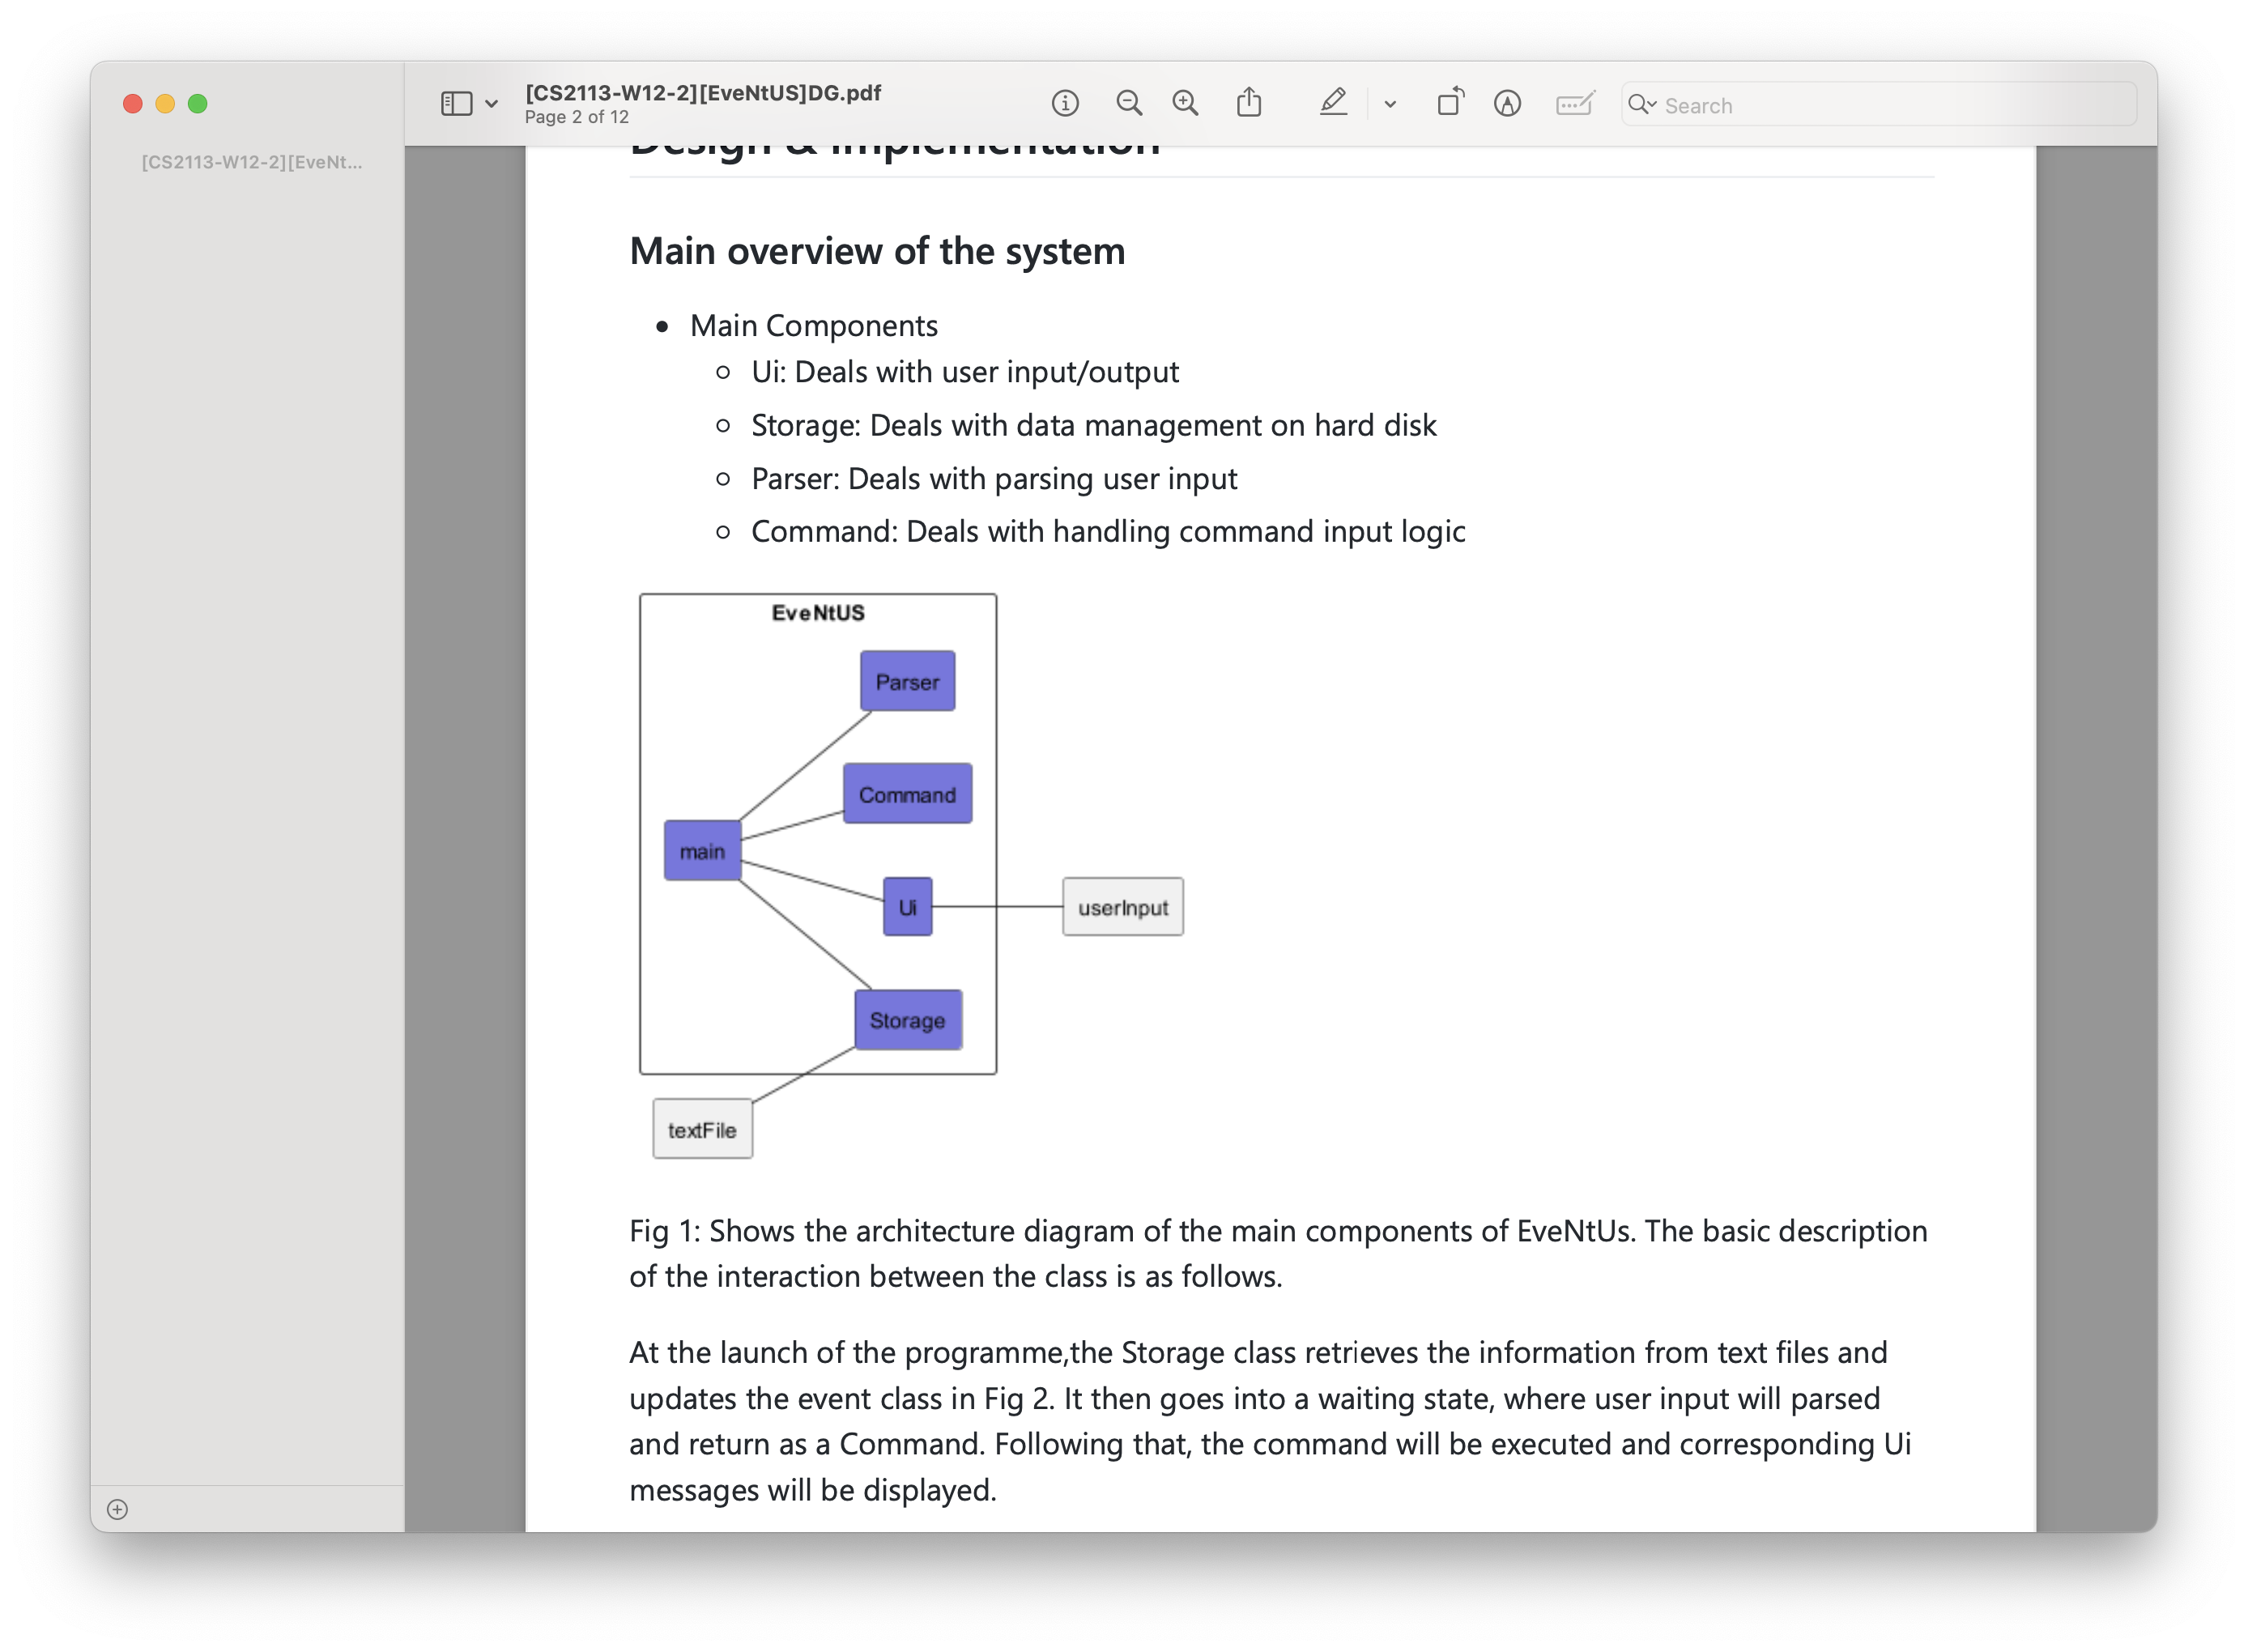 [CS2113-W12-2][EveNtUS]DG.pdf
Page 2 of 12
Search
[CS2113-W12-2][EveNt...
Design & Implementation
Main overview of the system
• Main Components
○ Ui: Deals with user input/output
○ Storage: Deals with data management on hard disk
○ Parser: Deals with parsing user input
○ Command: Deals with handling command input logic
EveNtUS
Parser
Command
main
Ui
userInput
Storage
textFile
Fig 1: Shows the architecture diagram of the main components of EveNtUs. The basic description
of the interaction between the class is as follows.
At the launch of the programme,the Storage class retrieves the information from text files and
updates the event class in Fig 2. It then goes into a waiting state, where user input will parsed
and return as a Command. Following that, the command will be executed and corresponding Ui
messages will be displayed.